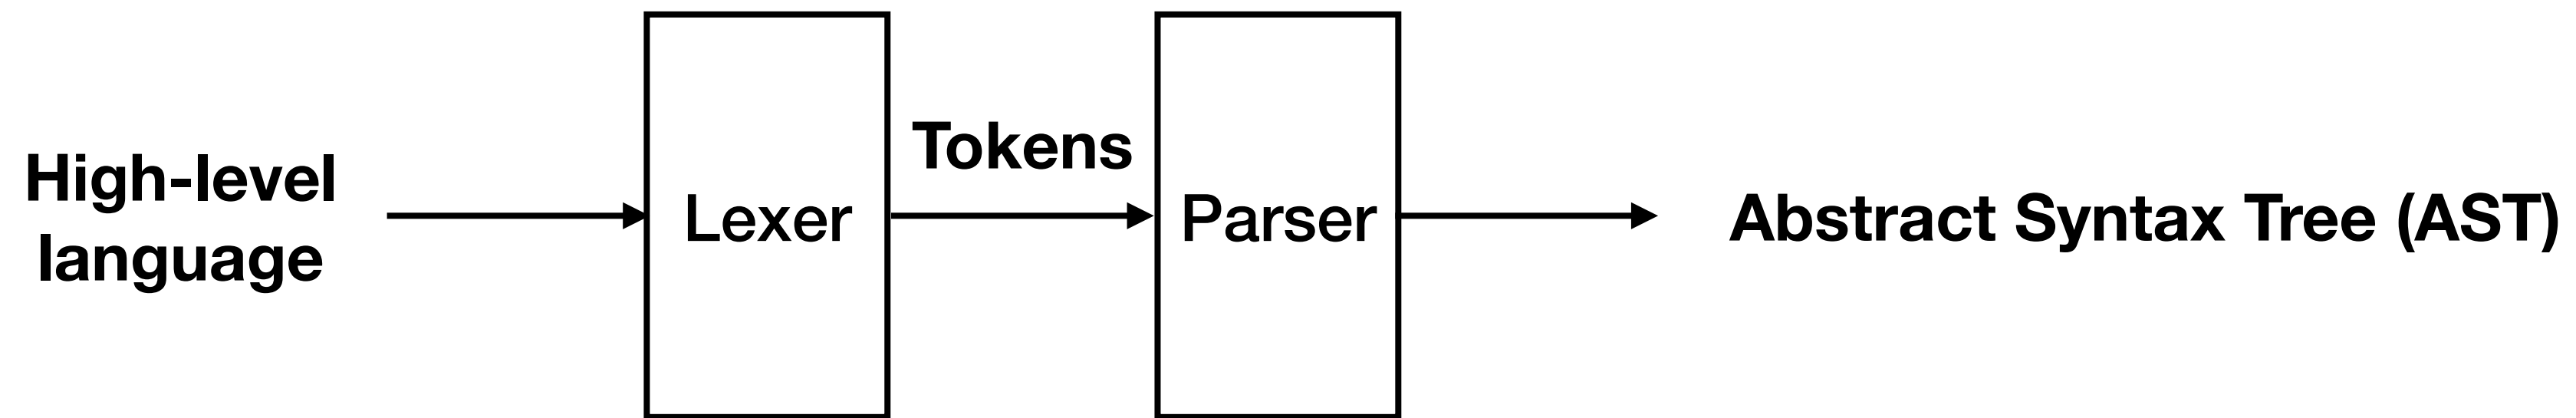 High-level
language
Lexer
Tokens
Parser
Abstract Syntax Tree (AST)